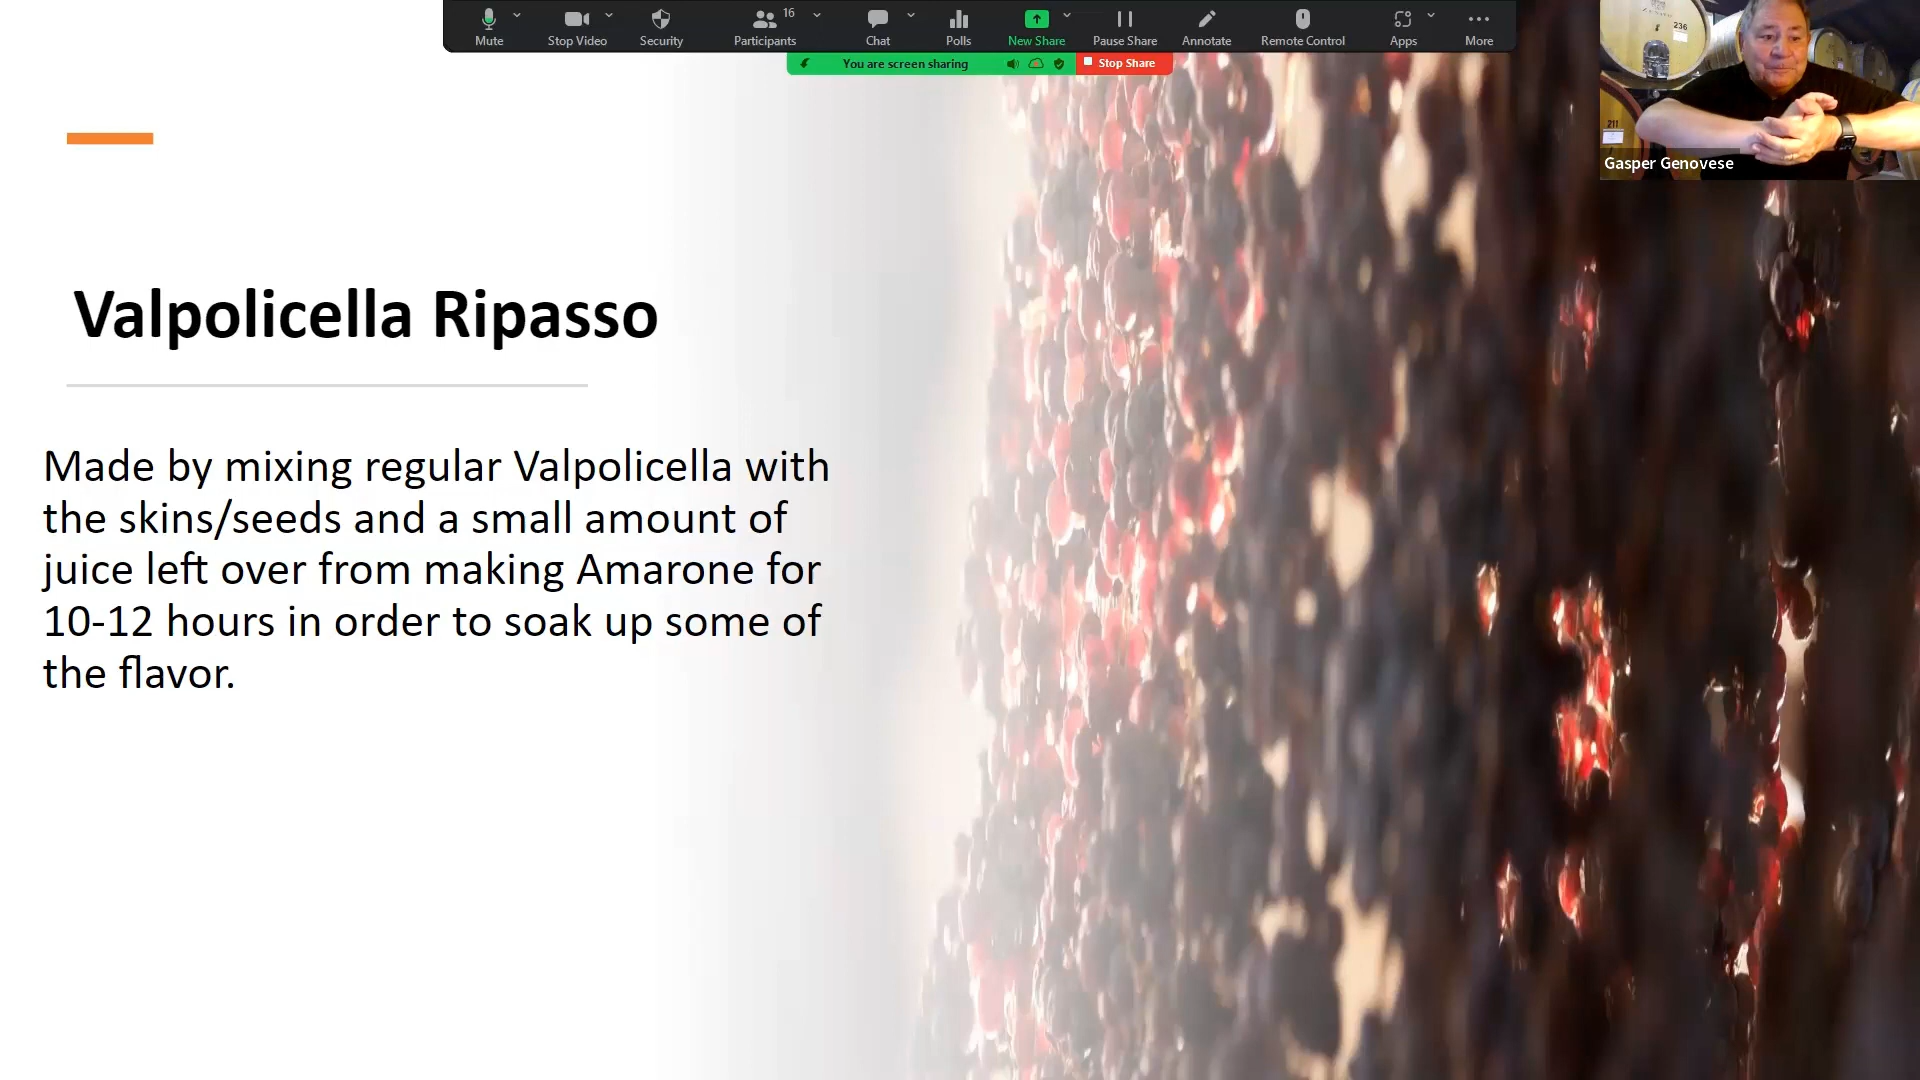 16
Mute
Stop Video
Security
Participants
Chat
Polls
New Share
Pause Share
Annotate
Remote Control
Apps
More
You are screen sharing
Stop Share
236
211
Gasper Genovese
Valpolicella Ripasso
Made by mixing regular Valpolicella with
the skins/seeds and a small amount of
juice left over from making Amarone for
10-12 hours in order to soak up some of
the flavor.